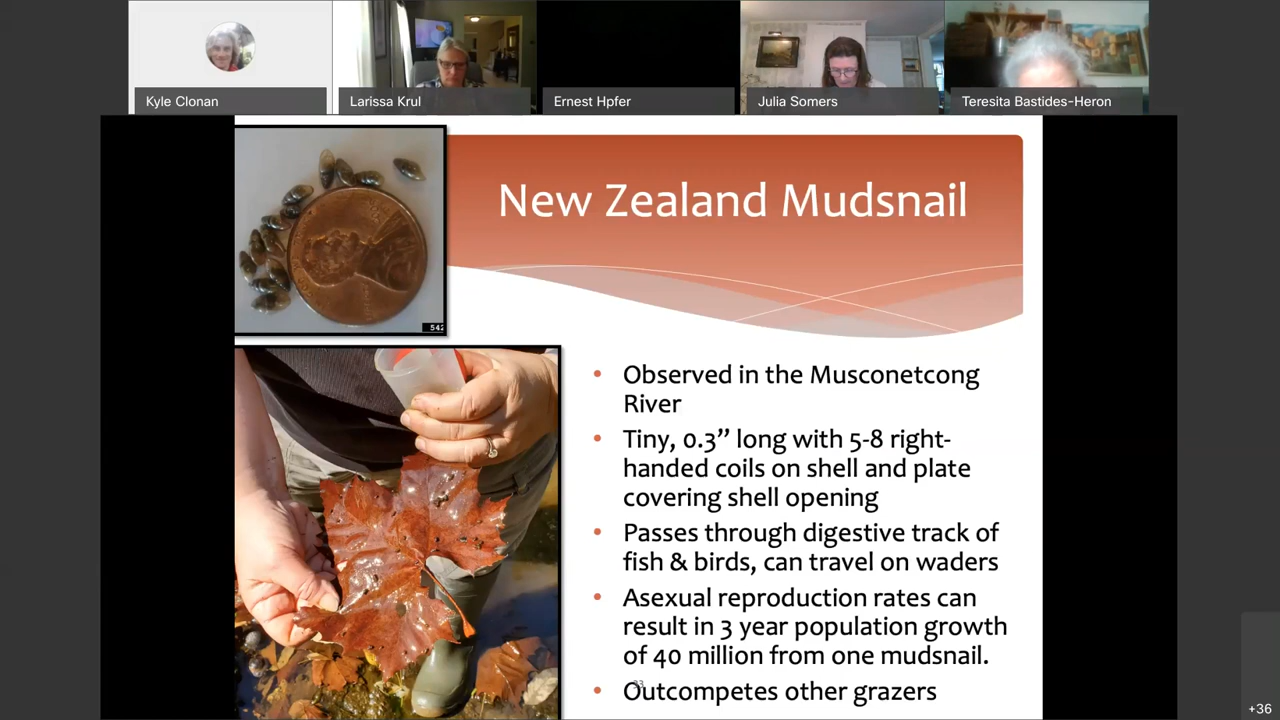 Kyle Clonan
Larissa Krul
Ernest Hpfer
Julia Somers
Teresita Bastides-Heron
New Zealand Mudsnail
542
• Observed in the Musconetcong
River
• Tiny, 0.3” long with 5-8 right-
handed coils on shell and plate
covering shell opening
• Passes through digestive track of
fish & birds, can travel on waders
• Asexual reproduction rates can
result in 3 year population growth
of 40 million from one mudsnail.
33
• Outcompetes other grazers
+36